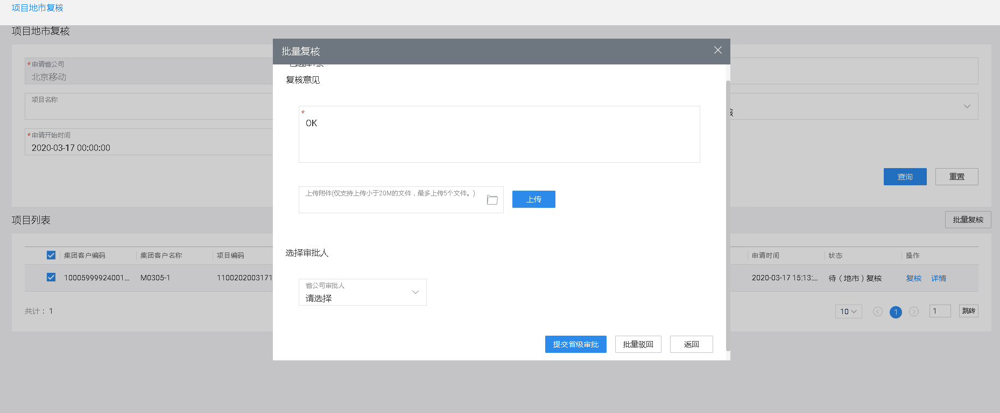 项目地市复核
项目地市复核
批量复核
*申请省公司
北京移动
复核意见
项目名称
*
OK
*申请开始时间
2020-03-17 00:00:00
查询
重置
上传附件(仅支持上传小于20M的文件，最多上传5个文件。)
上传
项目列表
批量复核
选择审批人
集团客户编码
集团客户名称
项目编码
申请时间
状态
操作
10005999924001...
M0305-1
1100202003171
2020-03-17 15:13:...
待（地市）复核
复核
详情
省公司审批人
请选择
共计： 1
10
1
1
跳转
提交省级审批
批量驳回
返回